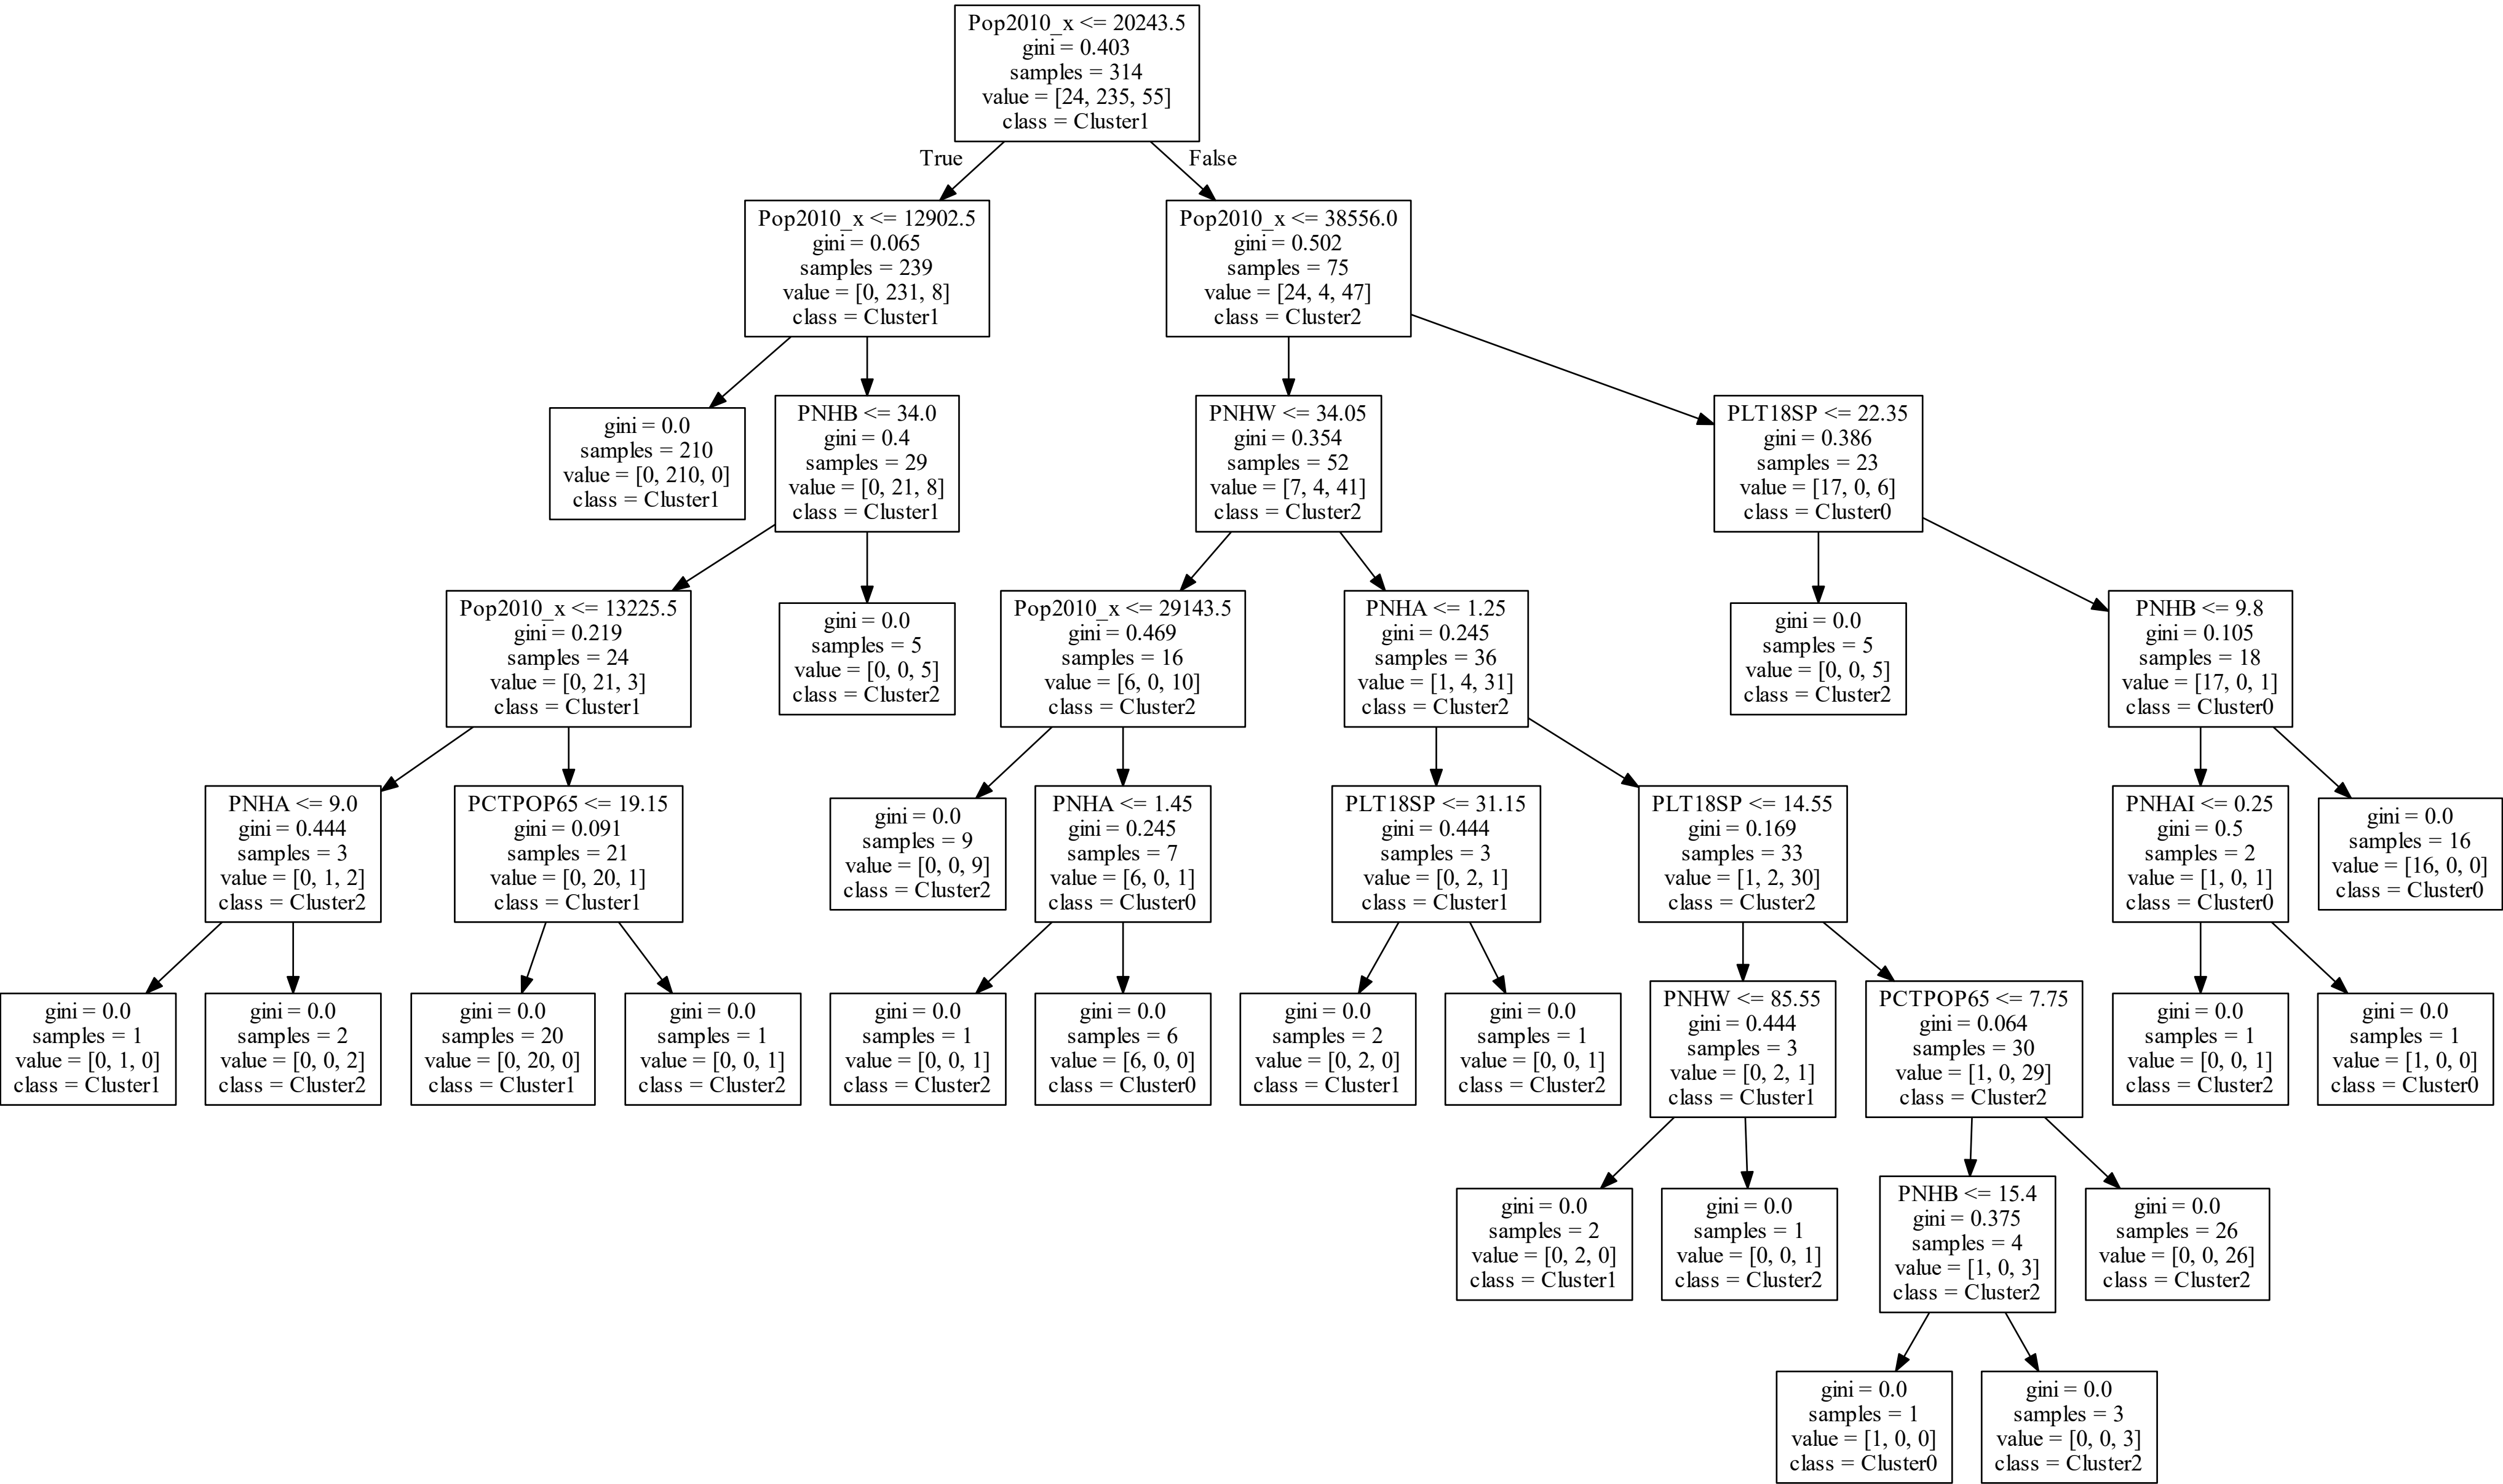 Pop2010_x <= 20243.5
gini = 0.403
samples = 314
value = [24, 235, 55]
class = Cluster1
True
False
Pop2010_x <= 12902.5
gini = 0.065
samples = 239
value = [0, 231, 8]
class = Cluster1
Pop2010_x <= 38556.0
gini = 0.502
samples = 75
value = [24, 4, 47]
class = Cluster2
gini = 0.0
samples = 210
value = [0, 210, 0]
class = Cluster1
PNHB <= 34.0
gini = 0.4
samples = 29
value = [0, 21, 8]
class = Cluster1
PNHW <= 34.05
gini = 0.354
samples = 52
value = [7, 4, 41]
class = Cluster2
PLT18SP <= 22.35
gini = 0.386
samples = 23
value = [17, 0, 6]
class = Cluster0
Pop2010_x <= 13225.5
gini = 0.219
samples = 24
value = [0, 21, 3]
class = Cluster1
gini = 0.0
samples = 5
value = [0, 0, 5]
class = Cluster2
Pop2010_x <= 29143.5
gini = 0.469
samples = 16
value = [6, 0, 10]
class = Cluster2
PNHA <= 1.25
gini = 0.245
samples = 36
value = [1, 4, 31]
class = Cluster2
gini = 0.0
samples = 5
value = [0, 0, 5]
class = Cluster2
PNHB <= 9.8
gini = 0.105
samples = 18
value = [17, 0, 1]
class = Cluster0
PNHA <= 9.0
gini = 0.444
samples = 3
value = [0, 1, 2]
class = Cluster2
PCTPOP65 <= 19.15
gini = 0.091
samples = 21
value = [0, 20, 1]
class = Cluster1
gini = 0.0
samples = 9
value = [0, 0, 9]
class = Cluster2
PNHA <= 1.45
gini = 0.245
samples = 7
value = [6, 0, 1]
class = Cluster0
PLT18SP <= 31.15
gini = 0.444
samples = 3
value = [0, 2, 1]
class = Cluster1
PLT18SP <= 14.55
gini = 0.169
samples = 33
value = [1, 2, 30]
class = Cluster2
PNHAI <= 0.25
gini = 0.5
samples = 2
value = [1, 0, 1]
class = Cluster0
gini = 0.0
samples = 16
value = [16, 0, 0]
class = Cluster0
gini = 0.0
samples = 1
value = [0, 1, 0]
class = Cluster1
gini = 0.0
samples = 2
value = [0, 0, 2]
class = Cluster2
gini = 0.0
samples = 20
value = [0, 20, 0]
class = Cluster1
gini = 0.0
samples = 1
value = [0, 0, 1]
class = Cluster2
gini = 0.0
samples = 1
value = [0, 0, 1]
class = Cluster2
gini = 0.0
samples = 6
value = [6, 0, 0]
class = Cluster0
gini = 0.0
samples = 2
value = [0, 2, 0]
class = Cluster1
gini = 0.0
samples = 1
value = [0, 0, 1]
class = Cluster2
PNHW <= 85.55
gini = 0.444
samples = 3
value = [0, 2, 1]
class = Cluster1
PCTPOP65 <= 7.75
gini = 0.064
samples = 30
value = [1, 0, 29]
class = Cluster2
gini = 0.0
samples = 1
value = [0, 0, 1]
class = Cluster2
gini = 0.0
samples = 1
value = [1, 0, 0]
class = Cluster0
gini = 0.0
samples = 2
value = [0, 2, 0]
class = Cluster1
gini = 0.0
samples = 1
value = [0, 0, 1]
class = Cluster2
PNHB <= 15.4
gini = 0.375
samples = 4
value = [1, 0, 3]
class = Cluster2
gini = 0.0
samples = 26
value = [0, 0, 26]
class = Cluster2
gini = 0.0
samples = 1
value = [1, 0, 0]
class = Cluster0
gini = 0.0
samples = 3
value = [0, 0, 3]
class = Cluster2